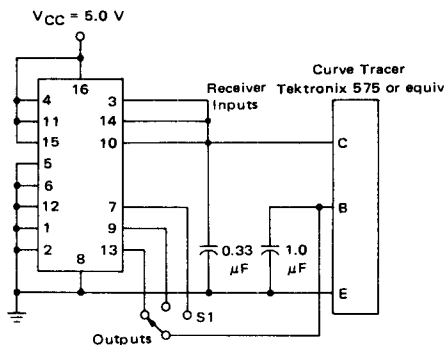 VCC = 5.0 V
Curve Tracer
Tektronix 575 or equiv
Receiver
Inputs
16
4
11
15
5
6
12
1
2
3
14
10
7
9
13
8
C
B
E
0.33
μF
1.0
μF
S1
Outputs